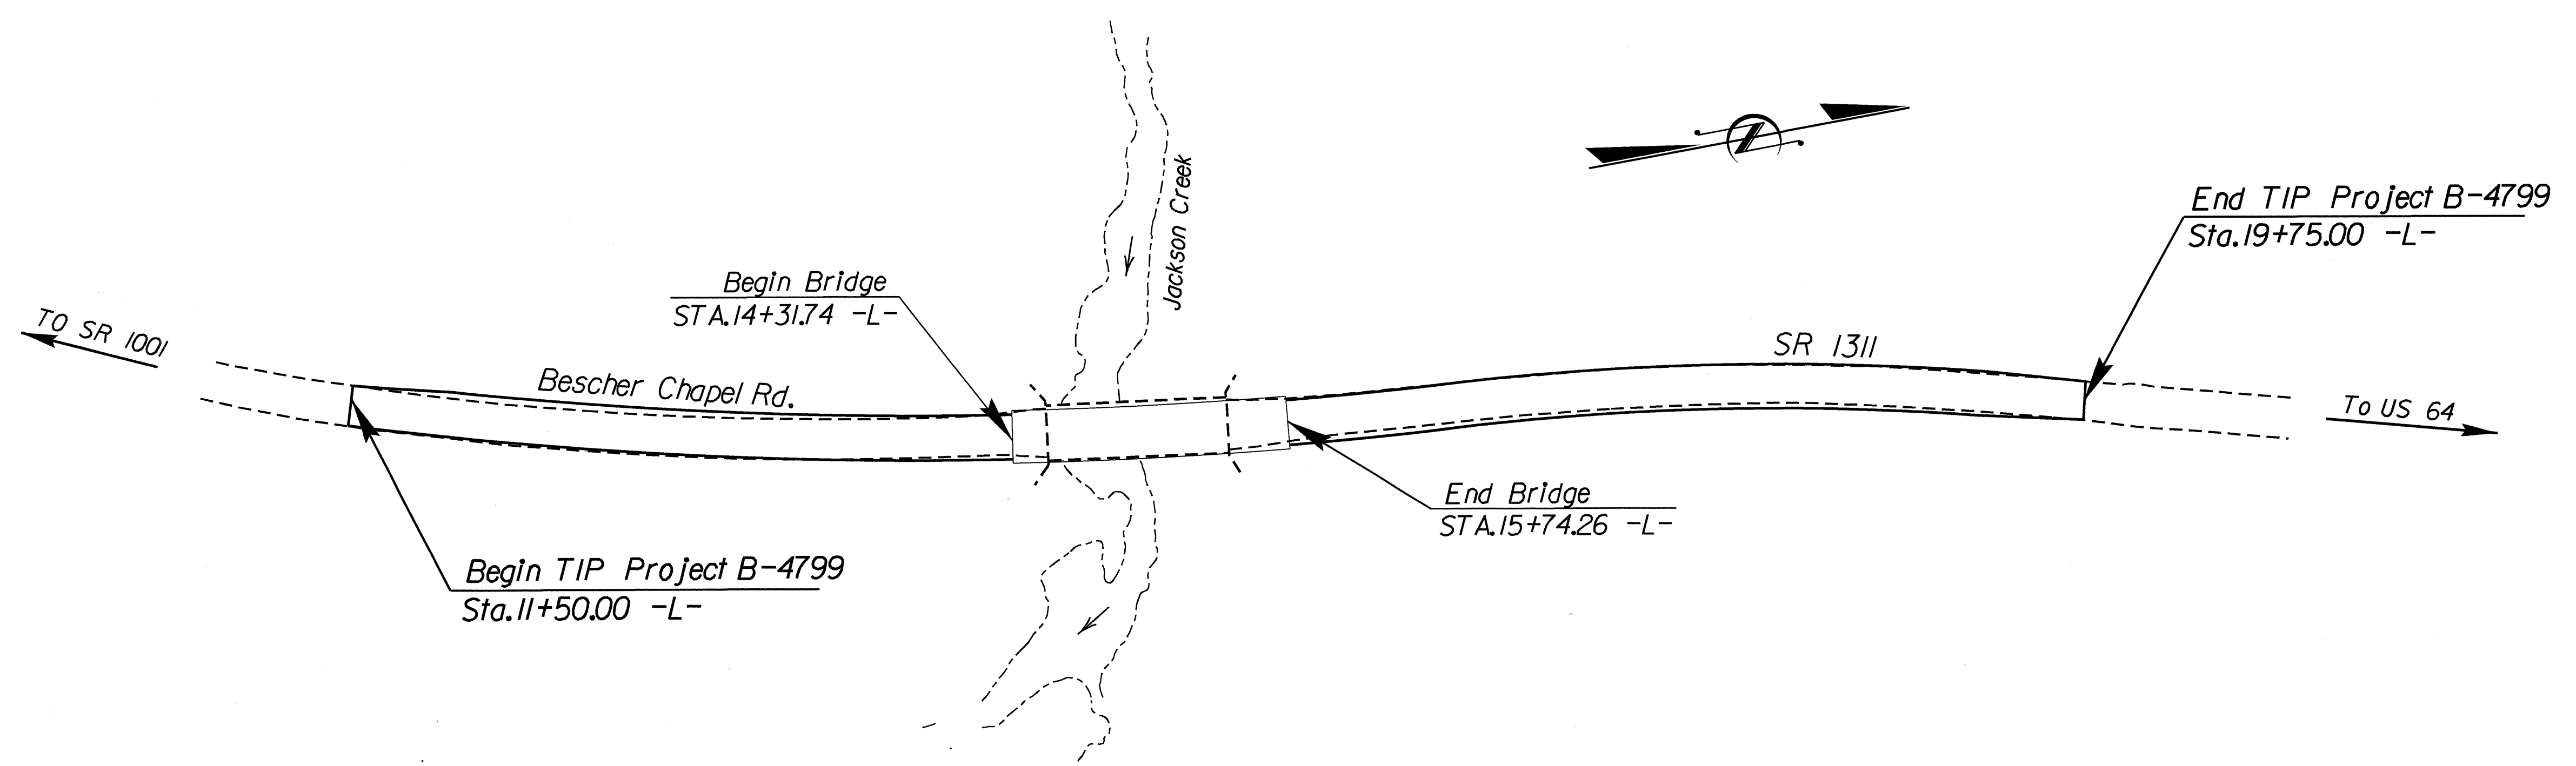 End TIP Project B-4799
Sta.19+75.00 -L-
Jackson Creek
Begin Bridge
STA.14+31.74 -L-
TO SR 1001
SR 1311
Bescher Chapel Rd.
To US 64
End Bridge
STA.15+74.26 -L-
Begin TIP Project B-4799
Sta.11+50.00 -L-